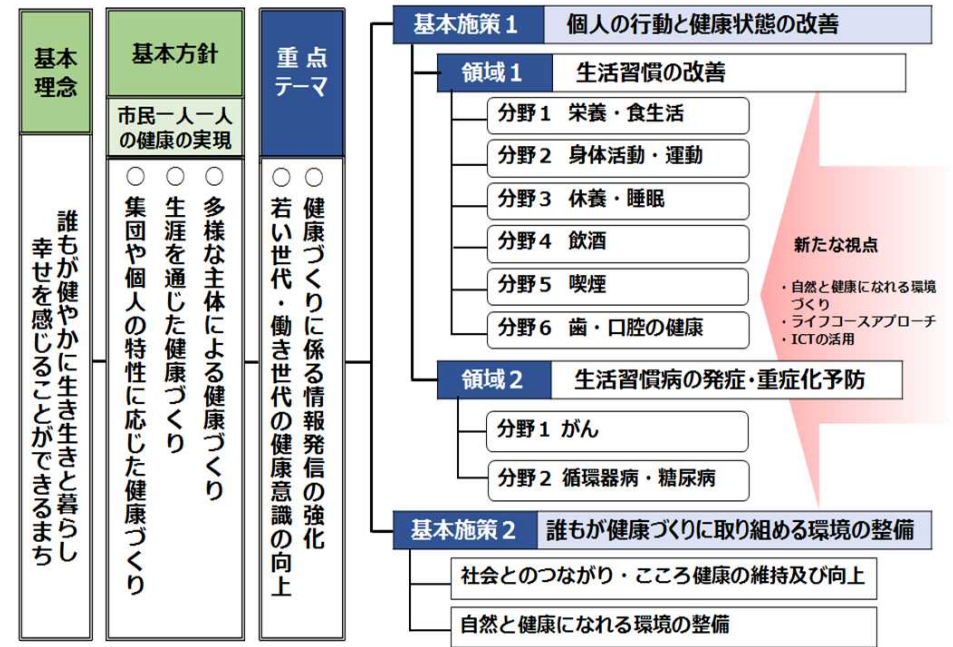 基本
理念
誰もが健やかに生き生きと暮らし
幸せを感じることができるまち
基本方針
市民一人一人
の健康の実現
○ 多様な主体による健康づくり
○ 生涯を通じた健康づくり
○ 集団や個人の特性に応じた健康づくり
重点
テーマ
○ 健康づくりに係る情報発信の強化
○ 若い世代・働き世代の健康意識の向上
基本施策1 個人の行動と健康状態の改善
領域1 生活習慣の改善
分野1 栄養・食生活
分野2 身体活動・運動
分野3 休養・睡眠
分野4 飲酒
分野5 喫煙
分野6 歯・口腔の健康
領域2 生活習慣病の発症・重症化予防
分野1 がん
分野2 循環器病・糖尿病
基本施策2 誰もが健康づくりに取り組める環境の整備
社会とのつながり・こころ健康の維持及び向上
自然と健康になれる環境の整備
新たな視点
・自然と健康になれる環境
づくり
・ライフコースアプローチ
・ICTの活用